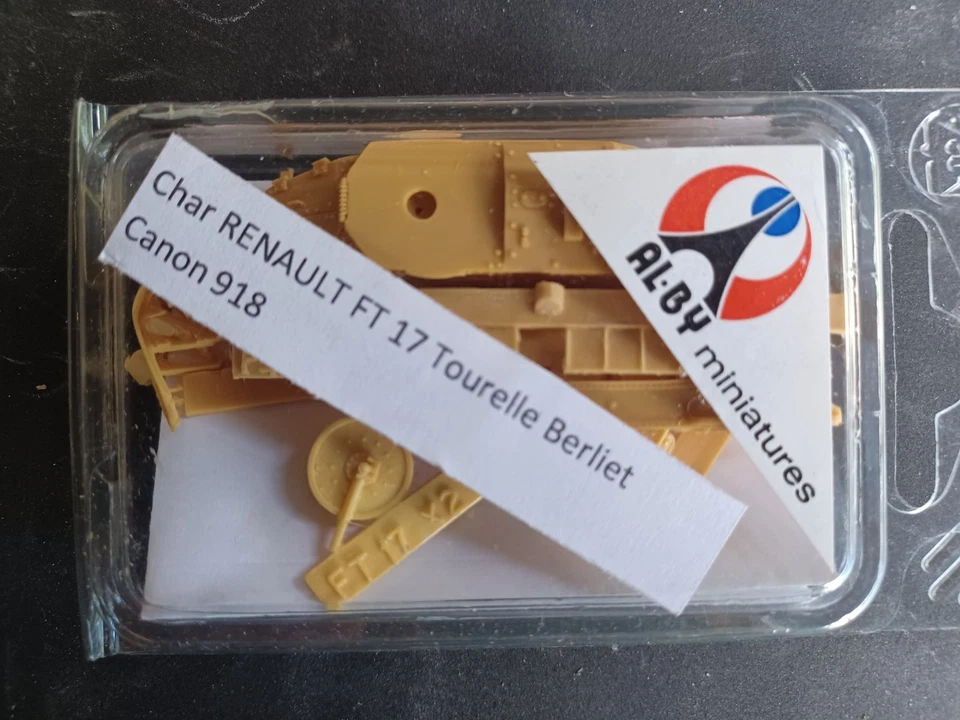 Char RENAULT FT 17 Tourelle Berliet
Canon 918
AL·BY
miniatures
FT 17 x2